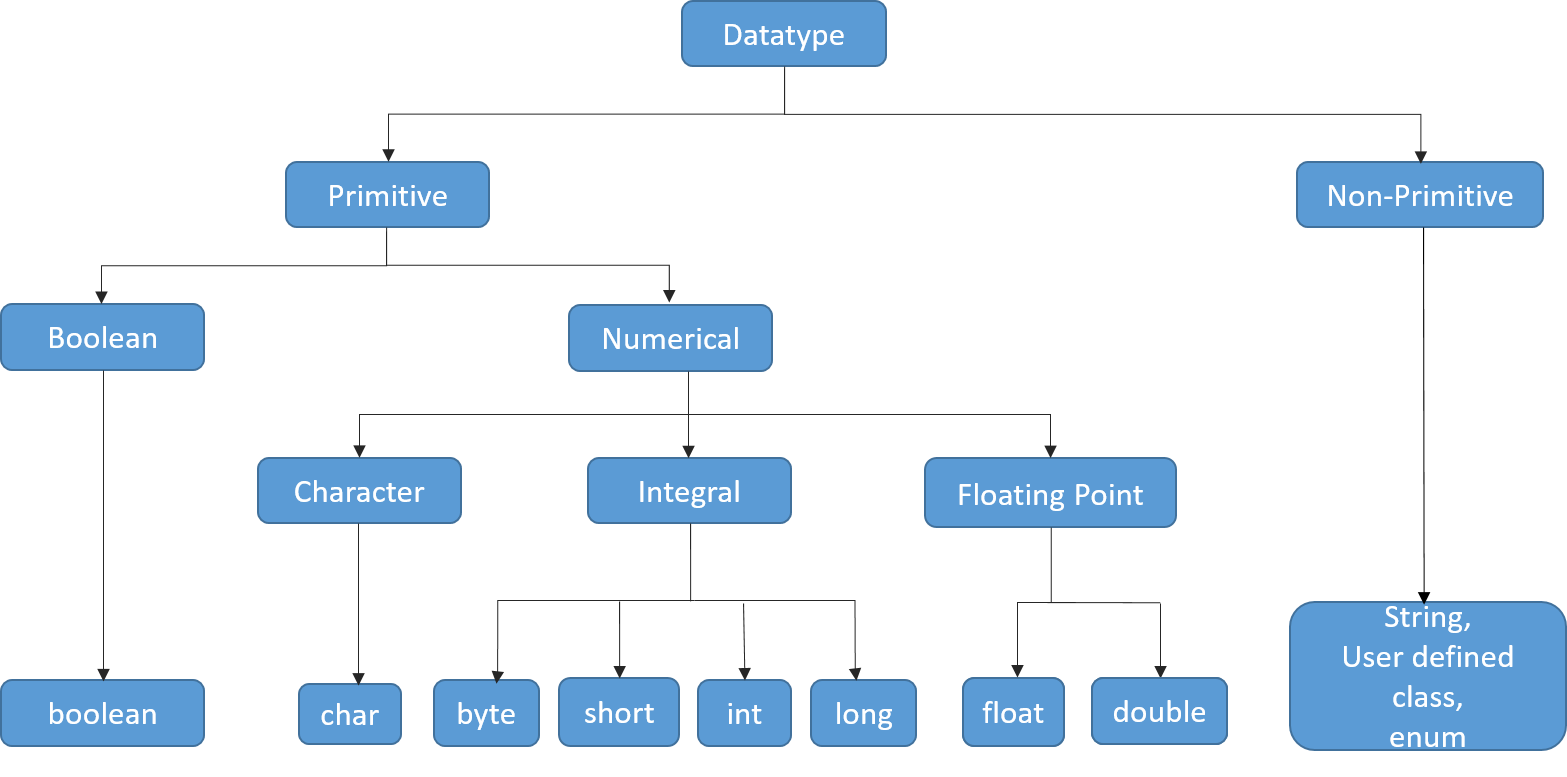 Datatype
Primitive
Non-Primitive
Boolean
Numerical
Character
Integral
Floating Point
boolean
char
byte
short
int
long
float
double
String,
User defined
class,
enum